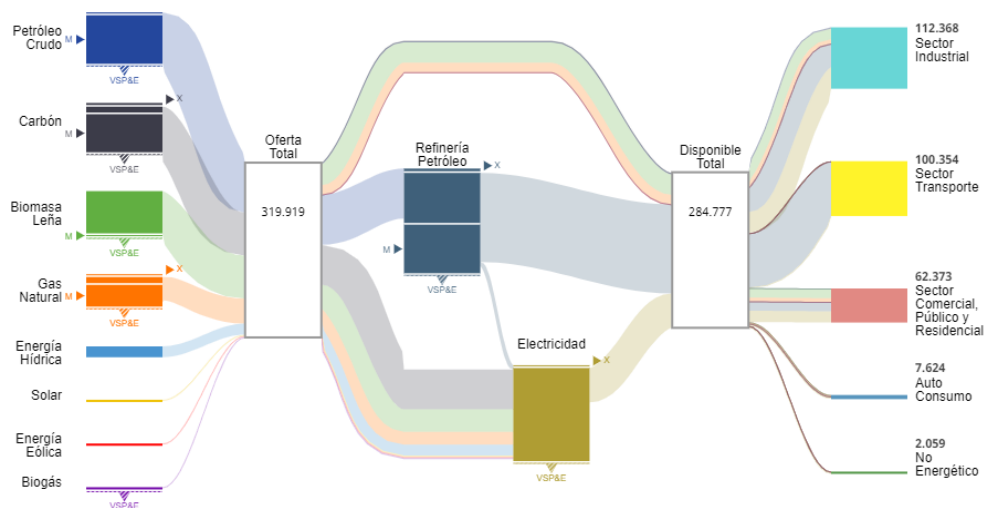 Petróleo
Crudo
M
VSP&E
X
Carbón
M
VSP&E
Biomasa
Leña
M
VSP&E
X
Gas
Natural
M
VSP&E
Energía
Hídrica
Solar
Energía
Eólica
Biogás
VSP&E
Oferta
Total
319.919
Refinería
Petróleo
X
M
VSP&E
Electricidad
X
VSP&E
Disponible
Total
284.777
112.368
Sector
Industrial
100.354
Sector
Transporte
62.373
Sector
Comercial,
Público y
Residencial
7.624
Auto
Consumo
2.059
No
Energético